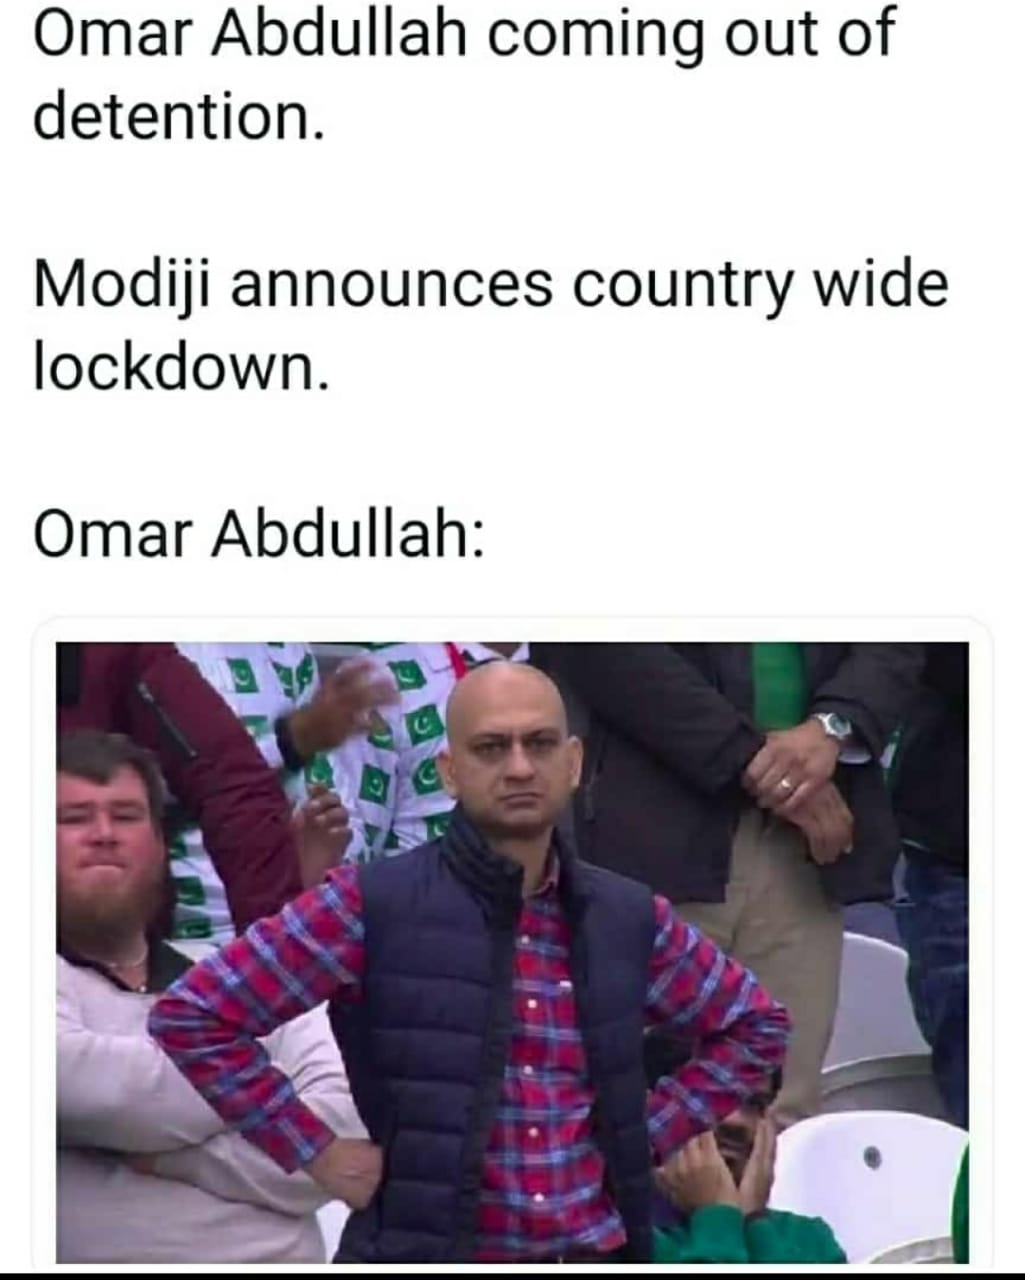 Omar Abdullah coming out of
detention.
Modiji announces country wide
lockdown.
Omar Abdullah: